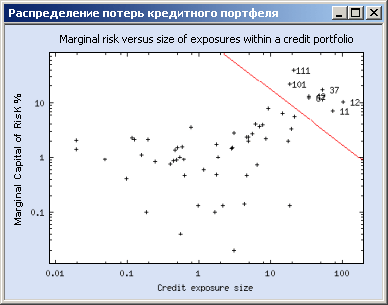 Распределение потерь кредитного портфеля
Marginal risk versus size of exposures within a credit portfolio
Marginal Capital of Risk %
10
1
0.1
111
101
37
12
11
0.01 0.1 1 10 100
Credit exposure size